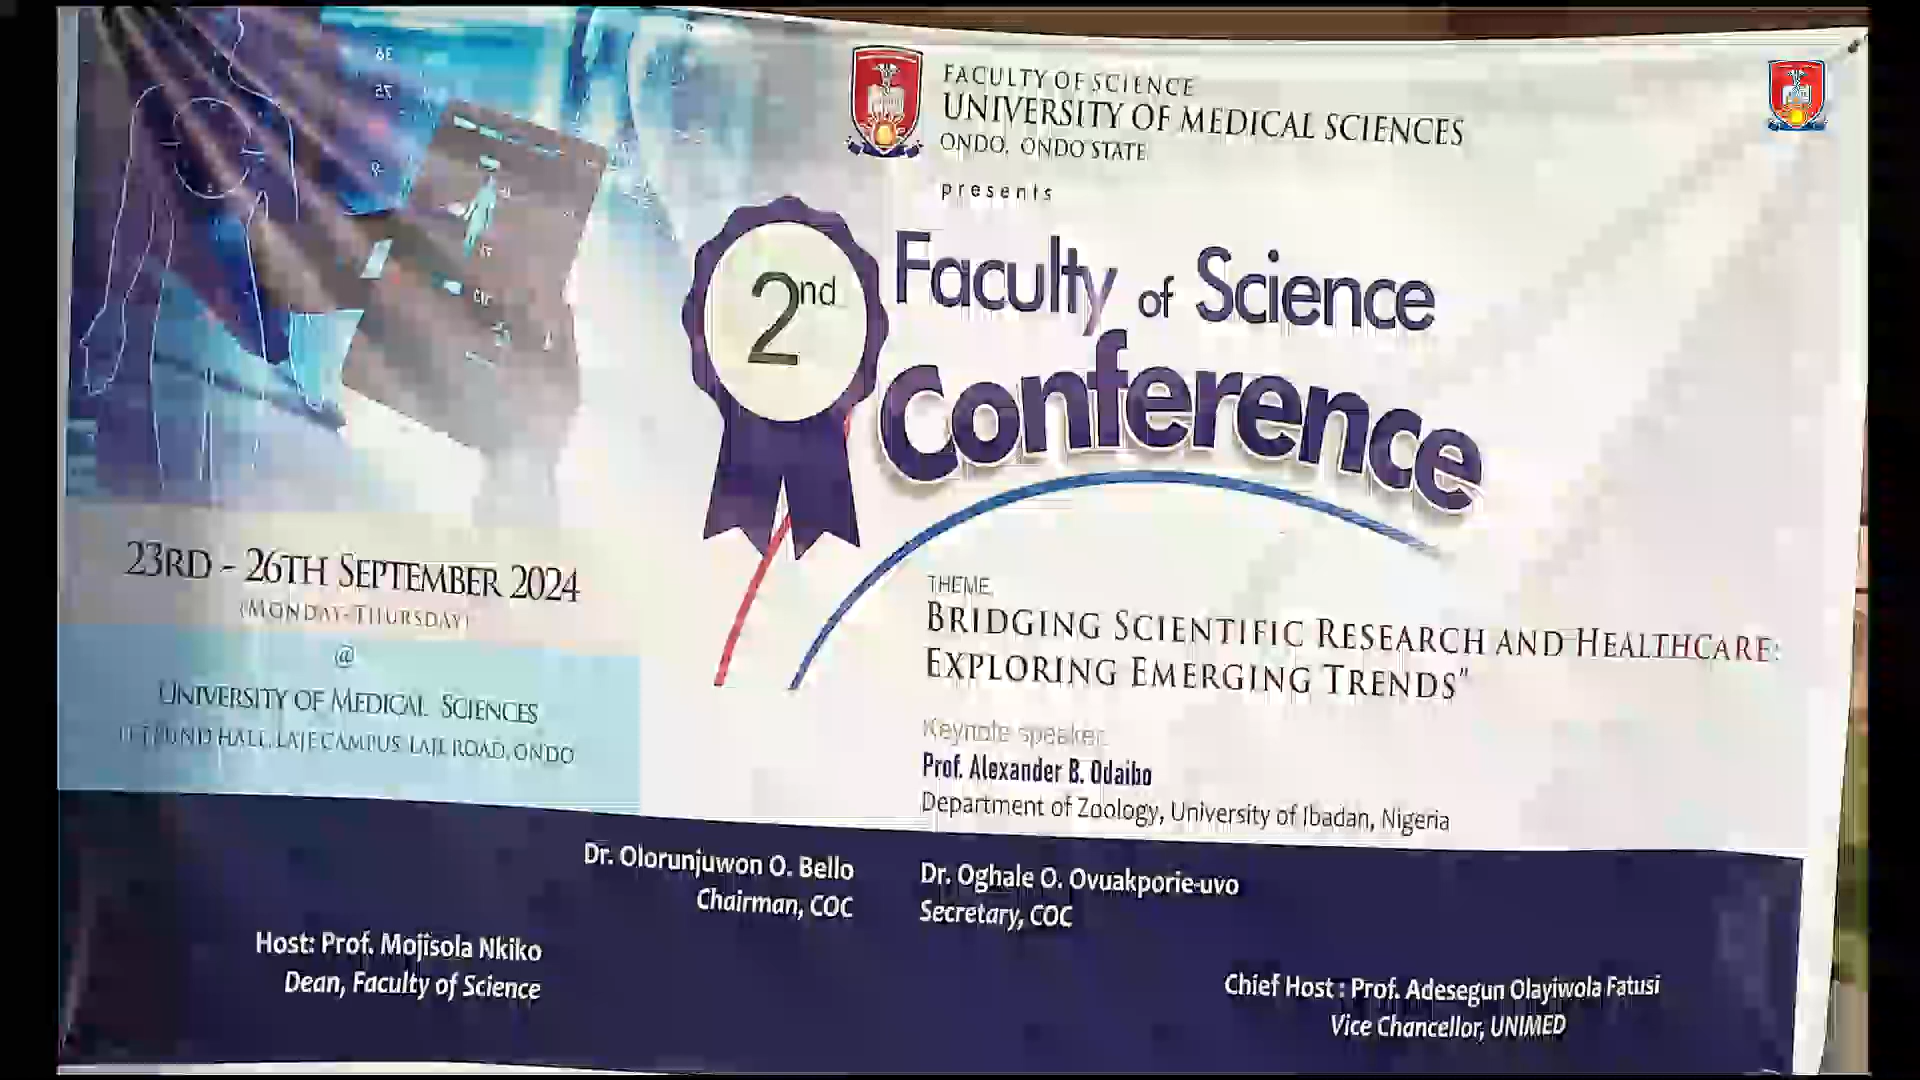 FACULTY OF SCIENCE
UNIVERSITY OF MEDICAL SCIENCES
ONDO, ONDO STATE
presents
2nd
Faculty of Science
Conference
23RD - 26TH SEPTEMBER 2024
(MONDAY-THURSDAY)
@
UNIVERSITY OF MEDICAL SCIENCES
HALL, LAJE CAMPUS, LAJE ROAD, ONDO
THEME:
BRIDGING SCIENTIFIC RESEARCH AND HEALTHCARE:
EXPLORING EMERGING TRENDS"
Keynote speaker:
Prof. Alexander B. Odaibo
Department of Zoology, University of Ibadan, Nigeria
Dr. Olorunjuwon O. Bello
Chairman, COC
Dr. Oghale O. Ovuakporie-uvo
Secretary, COC
Host: Prof. Mojisola Nkiko
Dean, Faculty of Science
Chief Host : Prof. Adesegun Olayiwola Fatusi
Vice Chancellor, UNIMED